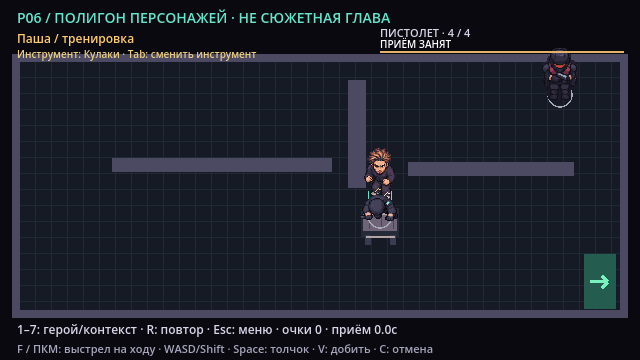 P06 / ПОЛИГОН ПЕРСОНАЖЕЙ · НЕ СЮЖЕТНАЯ ГЛАВА
Паша / тренировка
ПИСТОЛЕТ · 4 / 4
ПРИЁМ ЗАНЯТ
Инструмент: Кулаки · Tab: сменить инструмент
1–7: герой/контекст · R: повтор · Esc: меню · очки 0 · приём 0.0с
F / ПКМ: выстрел на ходу · WASD/Shift · Space: толчок · V: добить · C: отмена